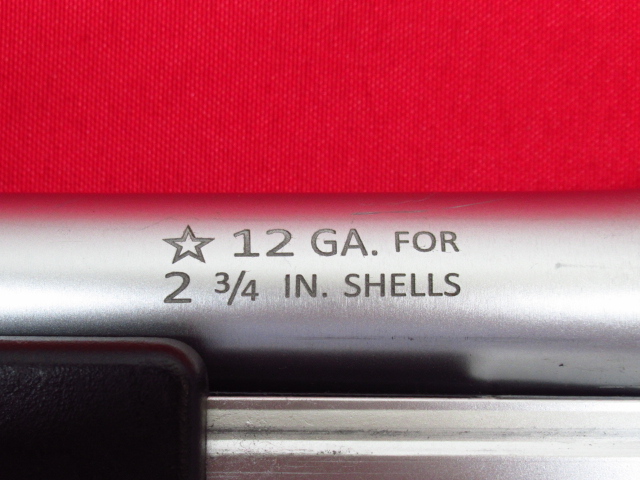 ☆ 12 GA. FOR
2 3/4 IN. SHELLS